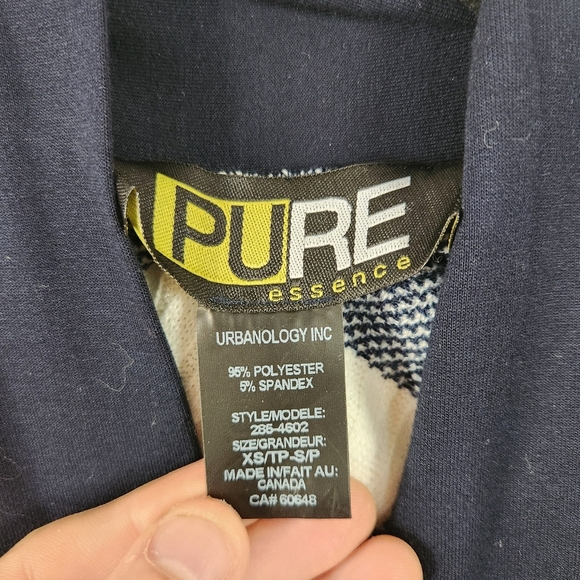 PURE
essence
URBANOLOGY INC
95% POLYESTER
5% SPANDEX
STYLE/MODELE:
285-4602
SIZE/GRANDEUR:
XS/TP-S/P
MADE IN/FAIT AU:
CANADA
CA# 60648